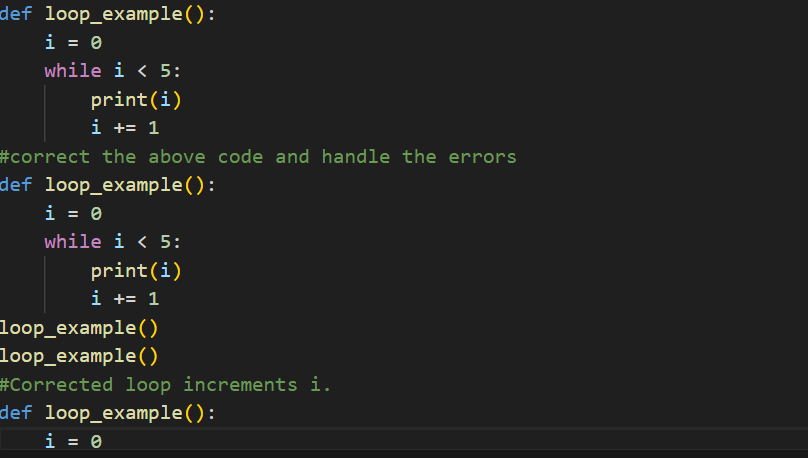 def loop_example():
    i = 0
    while i < 5:
        print(i)
        i += 1
#correct the above code and handle the errors
def loop_example():
    i = 0
    while i < 5:
        print(i)
        i += 1
loop_example()
loop_example()
#Corrected loop increments i.
def loop_example():
    i = 0